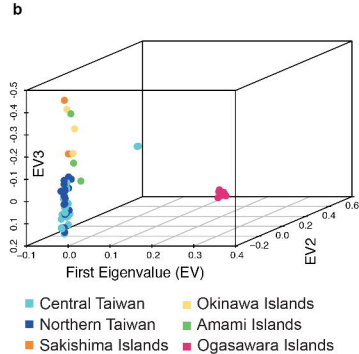 b
-0.5
-0.4
-0.3
-0.2
-0.1
0
0.1
0.2
EV3
-0.1 0.0 0.1 0.2 0.3 0.4
First Eigenvalue (EV)
-0.2 0.0 0.2 0.4 0.6
EV2
Central Taiwan
Northern Taiwan
Sakishima Islands
Okinawa Islands
Amami Islands
Ogasawara Islands